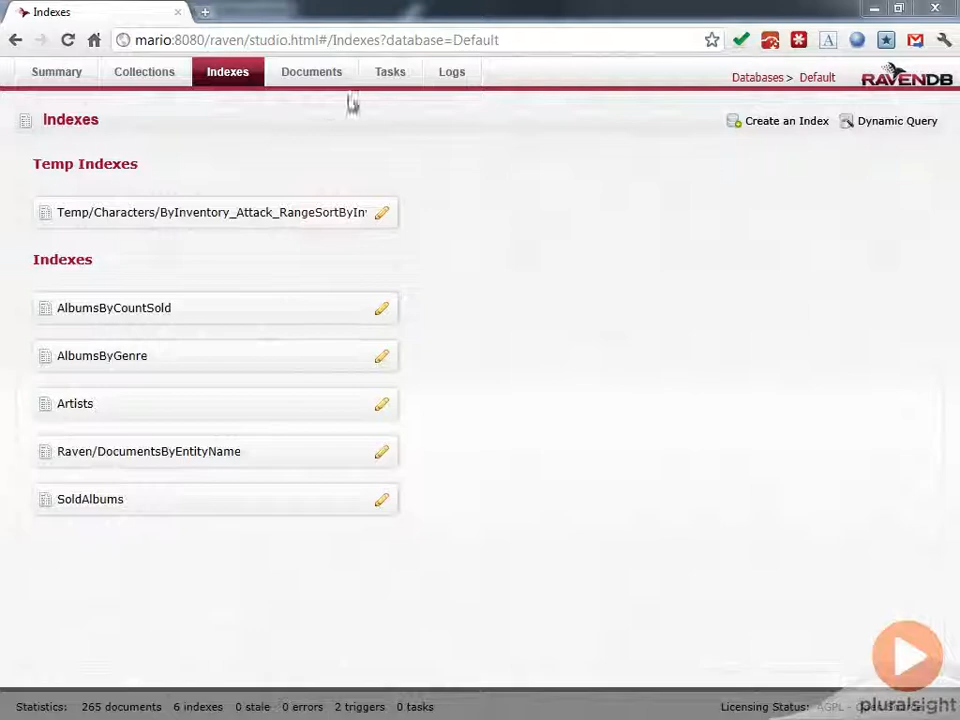 Indexes
mario:8080/raven/studio.html#/Indexes?database=Default
Summary Collections Indexes Documents Tasks Logs
Databases > Default
RAVENDB
Indexes
Create an Index Dynamic Query
Temp Indexes
Temp/Characters/ByInventory_Attack_RangeSortByIn
Indexes
AlbumsByCountSold
AlbumsByGenre
Artists
Raven/DocumentsByEntityName
SoldAlbums
Statistics: 265 documents 6 indexes 0 stale 0 errors 2 triggers 0 tasks
Licensing Status: AGPL -
pluralsight